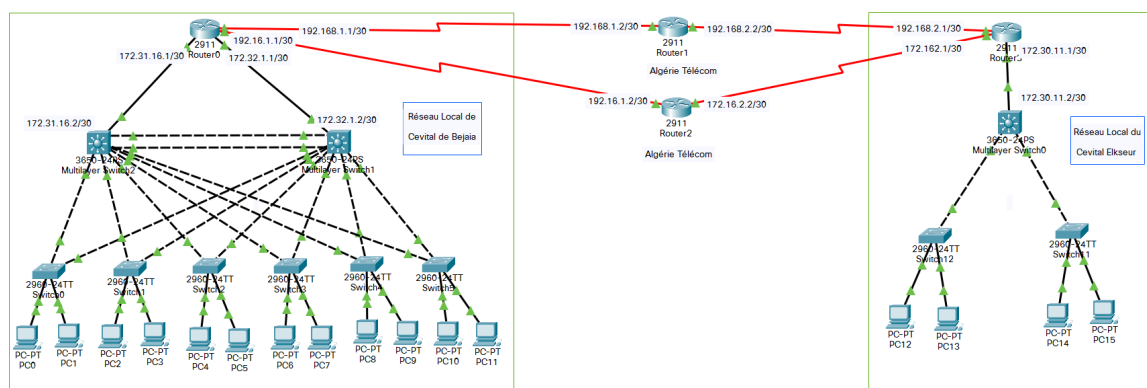 192.168.1.1/30
192.168.1.2/30
192.168.2.2/30
192.168.2.1/30
172.31.16.1/30
192.16.1.1/30
2911
Router0
172.32.1.1/30
2911
Router1
Algérie Télécom
172.162.1/30
2911
172.30.11.1/30
192.16.1.2/30
172.16.2.2/30
2911
Router2
Algérie Télécom
172.30.11.2/30
Réseau Local de
Cevital de Bejaia
Réseau Local du
Cevital Elkseur
172.31.16.2/30
172.32.1.2/30
3650-24PS
Multilayer Switch2
3650-24PS
Multilayer Switch1
3650-24PS
Multilayer Switch0
2960-24TT
Switch0
2960-24TT
Switch1
2960-24TT
Switch2
2960-24TT
Switch3
2960-24TT
Switch4
2960-24TT
Switch5
2960-24TT
Switch12
2960-24TT
PC-PT
PC0
PC-PT
PC1
PC-PT
PC2
PC-PT
PC3
PC-PT
PC4
PC-PT
PC5
PC-PT
PC6
PC-PT
PC7
PC-PT
PC8
PC-PT
PC9
PC-PT
PC10
PC-PT
PC11
PC-PT
PC12
PC-PT
PC13
PC-PT
PC14
PC-PT
PC15